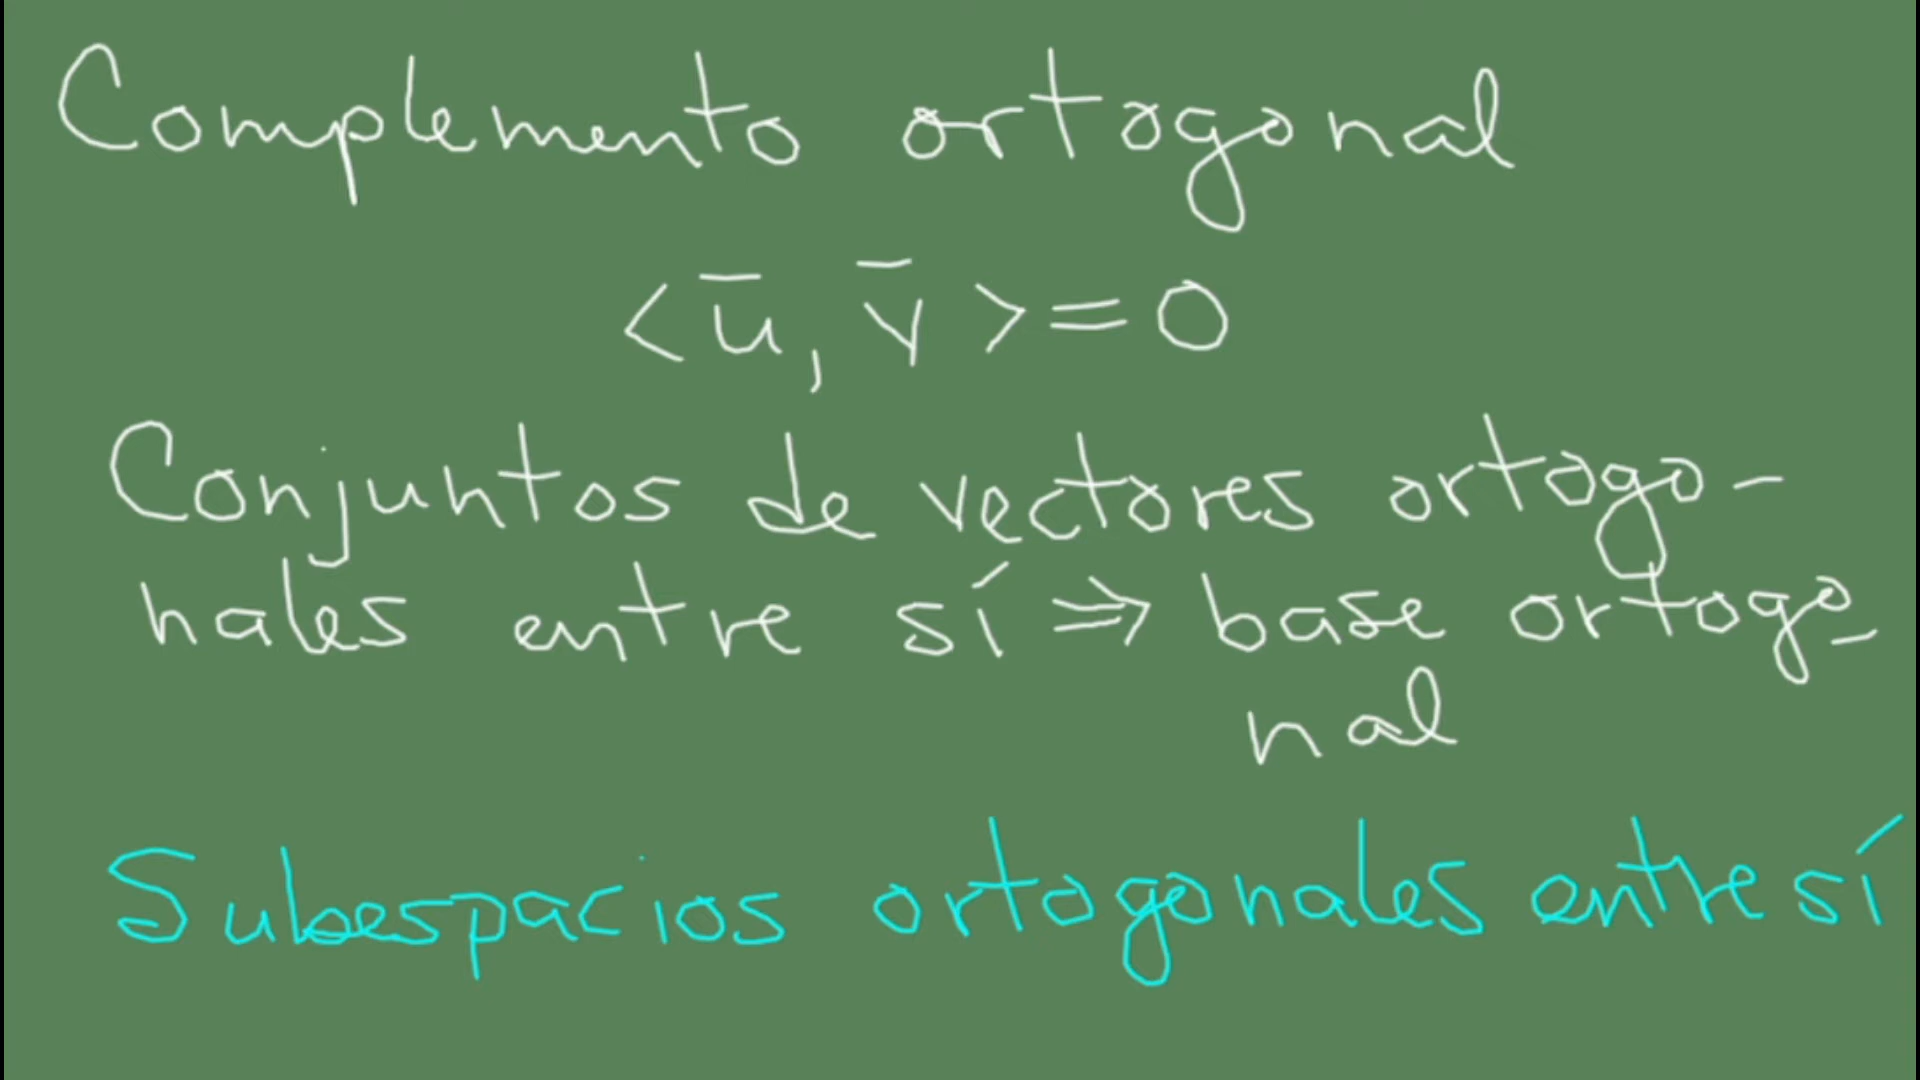 Complemento ortogonal
<u̅, v̅> = 0
Conjuntos de vectores ortogo-
nales entre sí ⇒ base ortogo-
nal
Subespacios ortogonales entre sí